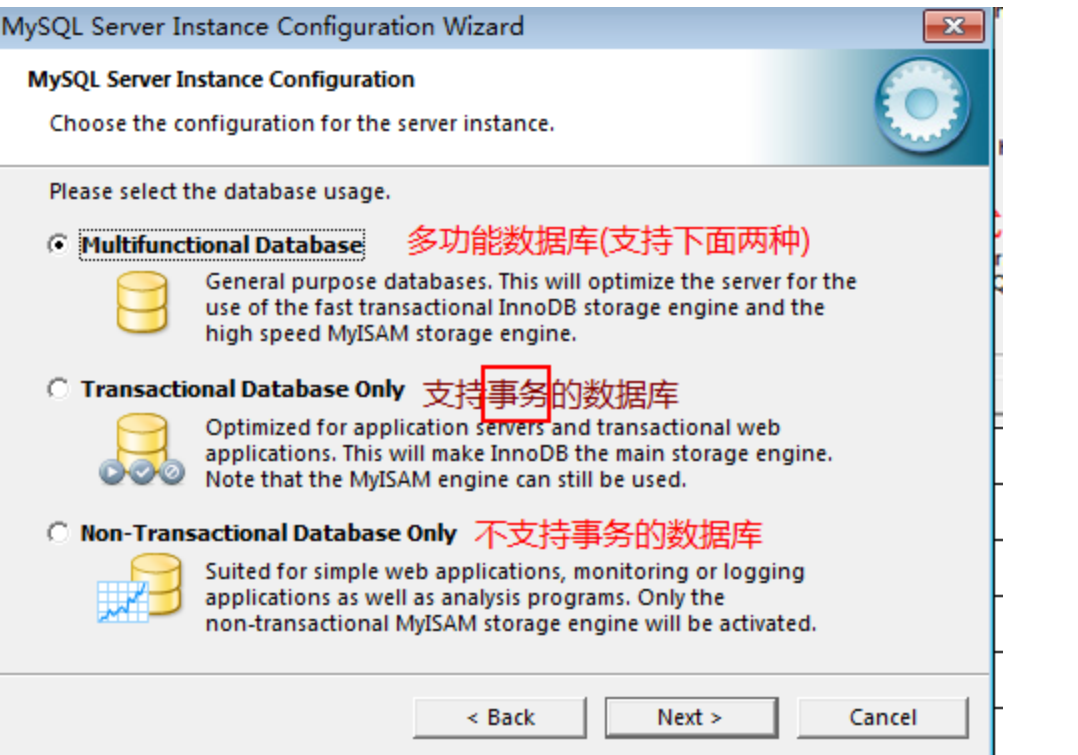 MySQL Server Instance Configuration Wizard
MySQL Server Instance Configuration
Choose the configuration for the server instance.
Please select the database usage.
Multifunctional Database 多功能数据库(支持下面两种)
General purpose databases. This will optimize the server for the
use of the fast transactional InnoDB storage engine and the
high speed MyISAM storage engine.
Transactional Database Only 支持事务的数据库
Optimized for application servers and transactional web
applications. This will make InnoDB the main storage engine.
Note that the MyISAM engine can still be used.
Non-Transactional Database Only 不支持事务的数据库
Suited for simple web applications, monitoring or logging
applications as well as analysis programs. Only the
non-transactional MyISAM storage engine will be activated.
< Back Next > Cancel